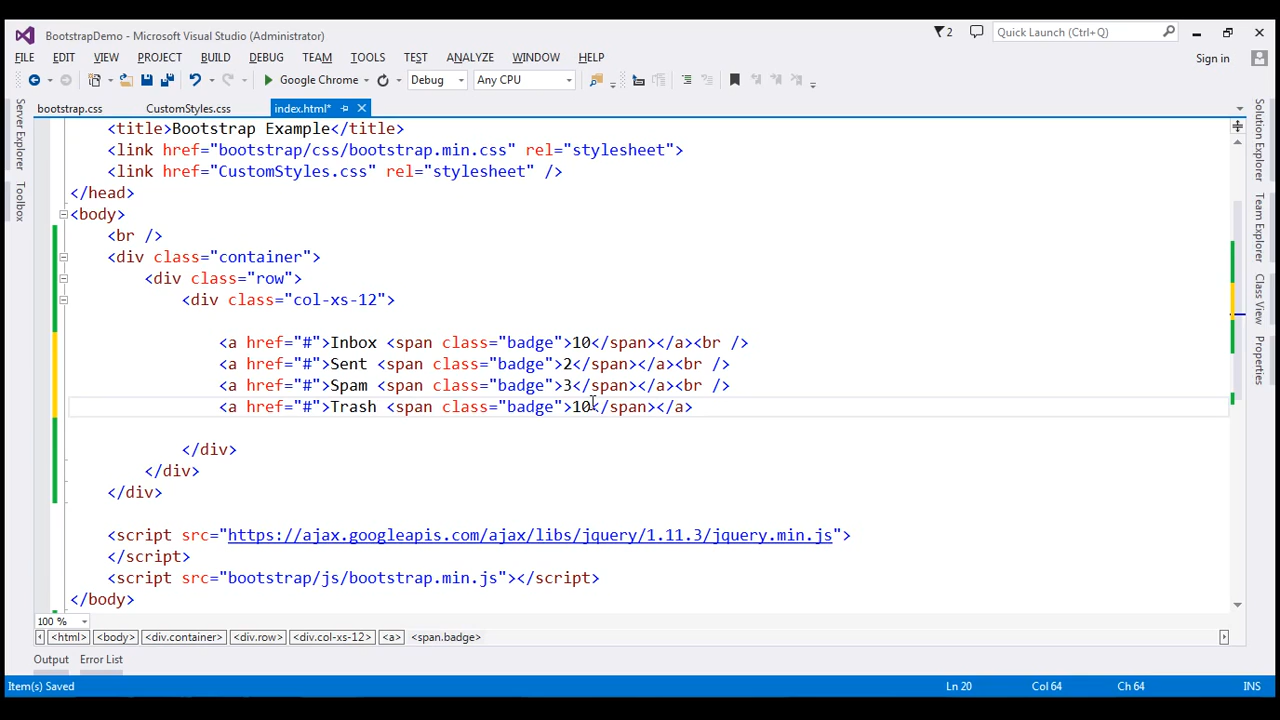 BootstrapDemo - Microsoft Visual Studio (Administrator)
2
Quick Launch (Ctrl+Q)
FILE EDIT VIEW PROJECT BUILD DEBUG TEAM TOOLS TEST ANALYZE WINDOW HELP
Sign in
Google Chrome Debug Any CPU
bootstrap.css CustomStyles.css index.html*
Server Explorer
Toolbox
Solution Explorer
Team Explorer
Class View
Properties
<title>Bootstrap Example</title>
<link href="bootstrap/css/bootstrap.min.css" rel="stylesheet">
<link href="CustomStyles.css" rel="stylesheet" />
</head>
<body>
<br />
<div class="container">
<div class="row">
<div class="col-xs-12">
<a href="#">Inbox <span class="badge">10</span></a><br />
<a href="#">Sent <span class="badge">2</span></a><br />
<a href="#">Spam <span class="badge">3</span></a><br />
<a href="#">Trash <span class="badge">10</span></a>
</div>
</div>
</div>
<script src="https://ajax.googleapis.com/ajax/libs/jquery/1.11.3/jquery.min.js">
</script>
<script src="bootstrap/js/bootstrap.min.js"></script>
</body>
100 %
<html> <body> <div.container> <div.row> <div.col-xs-12> <a> <span.badge>
Output Error List
Item(s) Saved Ln 20 Col 64 Ch 64 INS